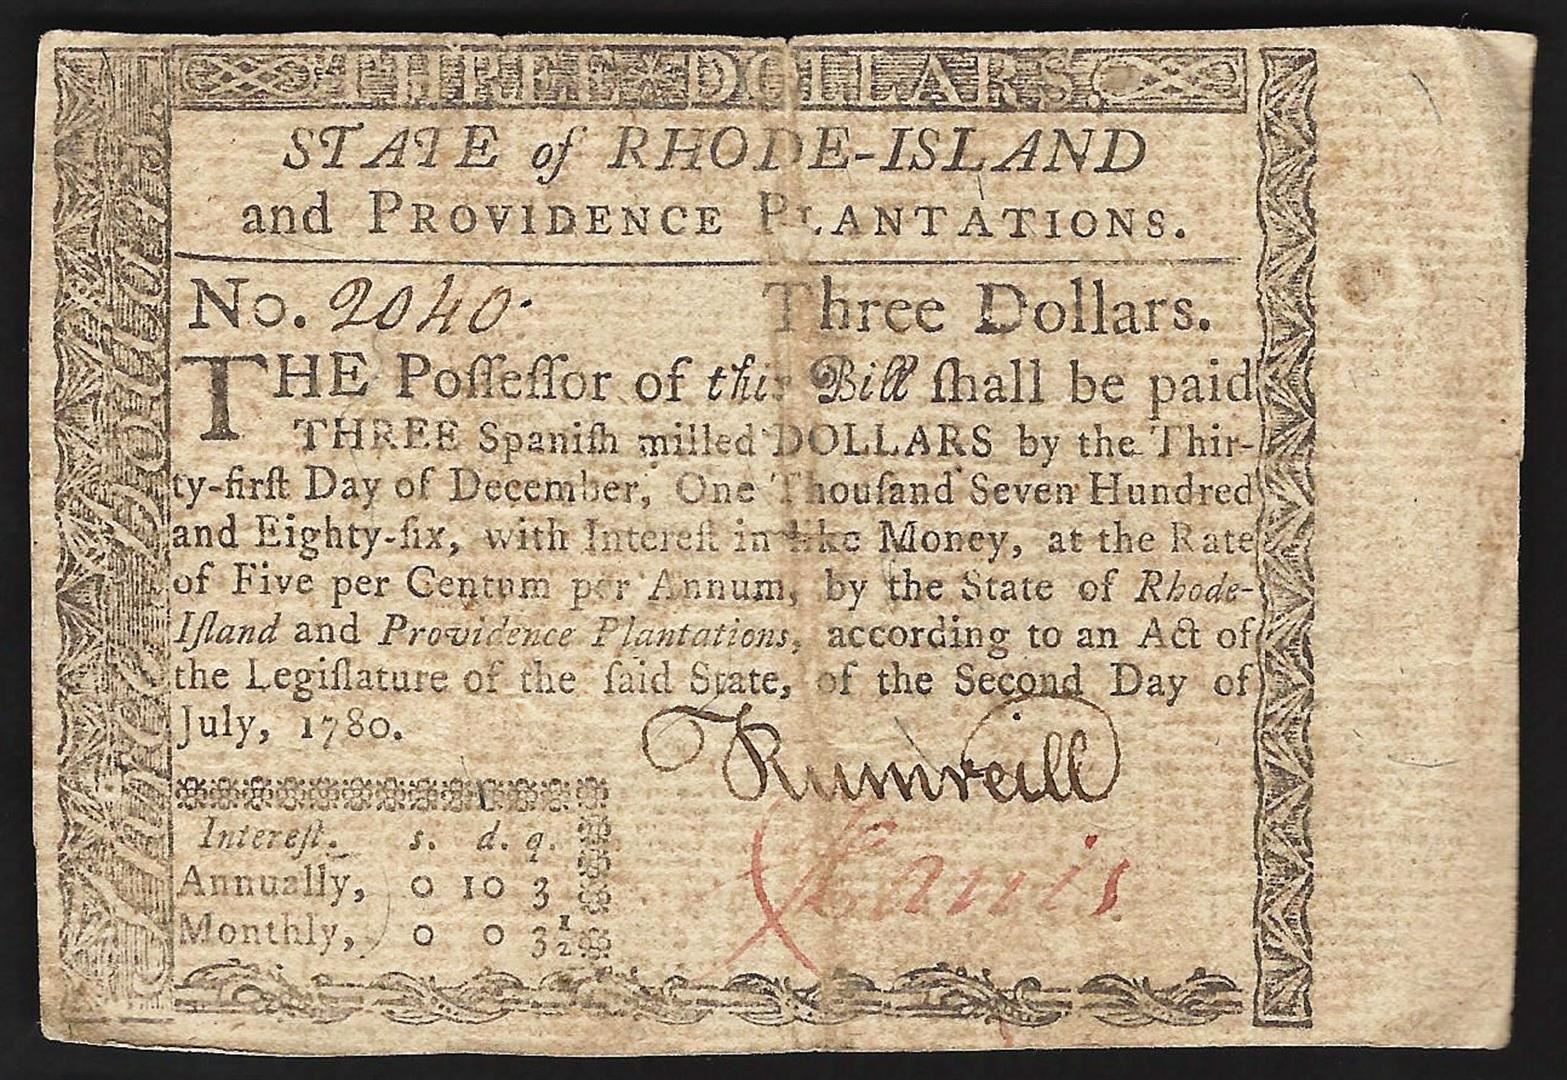 THREE DOLLARS.
STATE of RHODE-ISLAND
and PROVIDENCE PLANTATIONS.
No. 2040. Three Dollars.
THE Poſſeſſor of this Bill ſhall be paid
THREE Spaniſh milled DOLLARS by the Thir-
ty-firſt Day of December, One Thouſand Seven Hundred
and Eighty-ſix, with Intereſt in like Money, at the Rate
of Five per Centum per Annum, by the State of Rhode-
Iſland and Providence Plantations, according to an Act of
the Legiſlature of the ſaid State, of the Second Day of
July, 1780.
Rumreill
Intereſt. s. d. q.
Annually, 0 10 3
Monthly, 0 0 3 1/2